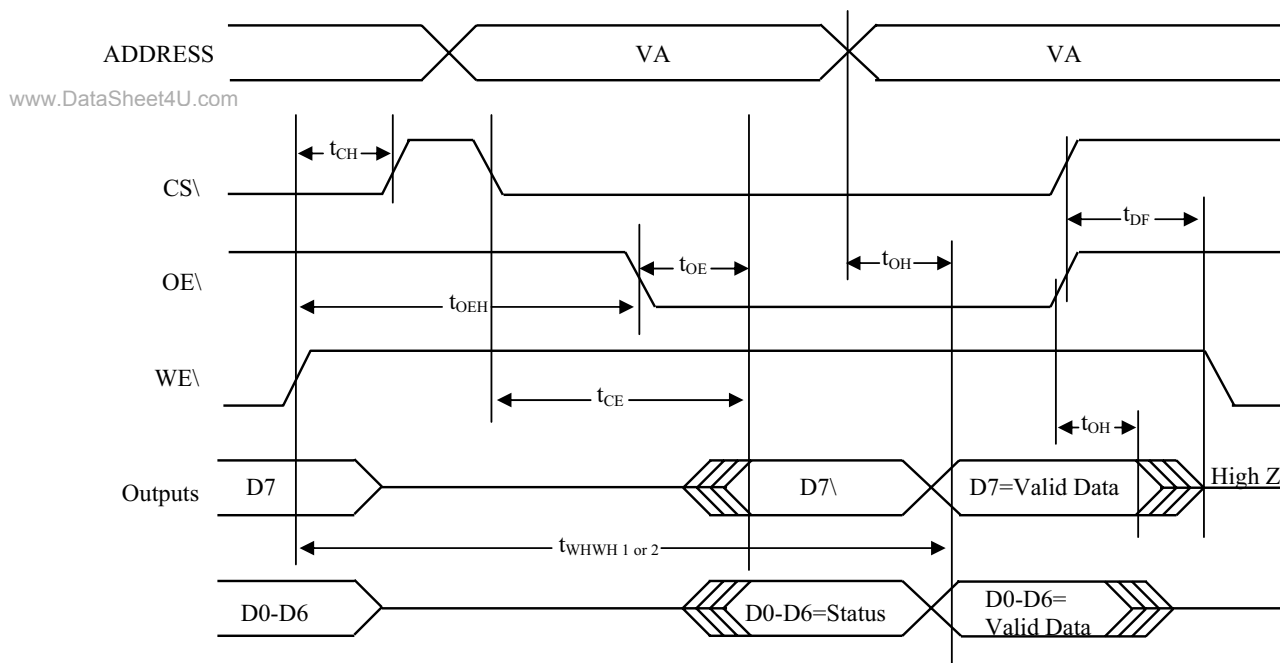 ADDRESS VA VA
www.DataSheet4U.com
tCH
CS\
tDF
tOE tOH
OE\
tOEH
WE\
tCE
tOH
High Z
Outputs D7 D7\ D7=Valid Data
tWHWH 1 or 2
D0-D6 D0-D6=Status D0-D6=
Valid Data